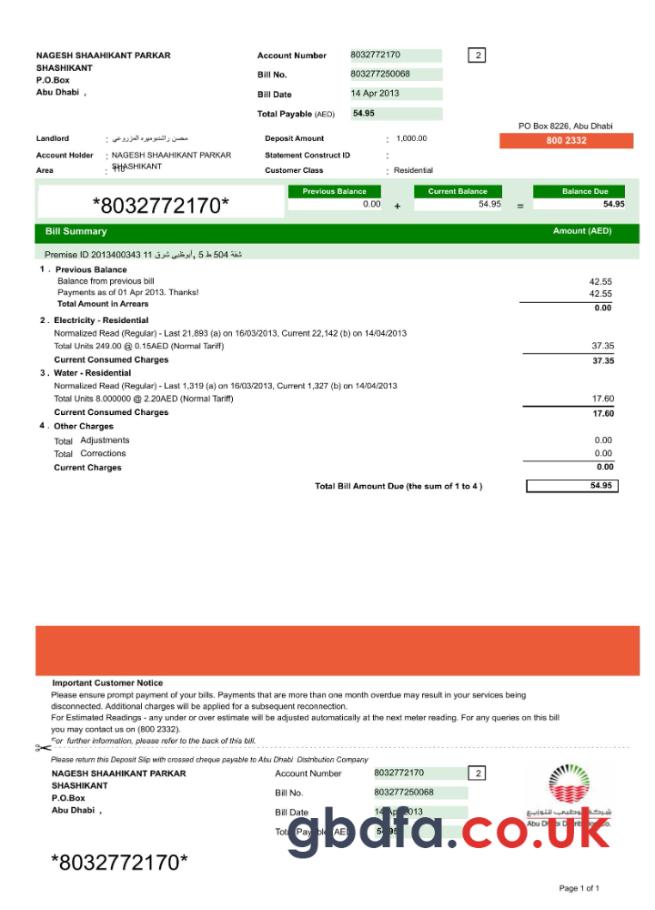 NAGESH SHAAHIKANT PARKAR
SHASHIKANT
P.O.Box
Abu Dhabi ,
Account Number 8032772170 2
Bill No. 803277250068
Bill Date 14 Apr 2013
Total Payable (AED) 54.95
PO Box 8226, Abu Dhabi
800 2332
Landlord : محسن راشد بوميره المزروعي
Deposit Amount : 1,000.00
Account Holder : NAGESH SHAAHIKANT PARKAR
SHASHIKANT
Statement Construct ID :
Area :
Customer Class : Residential
*8032772170*
Previous Balance Current Balance Balance Due
0.00 + 54.95 = 54.95
Bill Summary Amount (AED)
Premise ID 2013400343 شقة 504 ط 5 ,أبوظبي شرق 11
1 . Previous Balance
Balance from previous bill 42.55
Payments as of 01 Apr 2013. Thanks! 42.55
Total Amount in Arrears 0.00
2 . Electricity - Residential
Normalized Read (Regular) - Last 21,893 (a) on 16/03/2013, Current 22,142 (b) on 14/04/2013
Total Units 249.00 @ 0.15AED (Normal Tariff) 37.35
Current Consumed Charges 37.35
3 . Water - Residential
Normalized Read (Regular) - Last 1,319 (a) on 16/03/2013, Current 1,327 (b) on 14/04/2013
Total Units 8.000000 @ 2.20AED (Normal Tariff) 17.60
Current Consumed Charges 17.60
4 . Other Charges
Total Adjustments 0.00
Total Corrections 0.00
Current Charges 0.00
Total Bill Amount Due (the sum of 1 to 4 ) 54.95
Important Customer Notice
Please ensure prompt payment of your bills. Payments that are more than one month overdue may result in your services being
disconnected. Additional charges will be applied for a subsequent reconnection.
For Estimated Readings - any under or over estimate will be adjusted automatically at the next meter reading. For any queries on this bill
you may contact us on (800 2332).
For further information, please refer to the back of this bill.
Please return this Deposit Slip with crossed cheque payable to Abu Dhabi Distribution Company
NAGESH SHAAHIKANT PARKAR
SHASHIKANT
P.O.Box
Abu Dhabi ,
Account Number 8032772170 2
Bill No. 803277250068
Bill Date 14 Apr 2013
Total Payable (AED) 54.95
شركة أبوظبي للتوزيع
Abu Dhabi Distribution Co.
gbdfa.co.uk
*8032772170*
Page 1 of 1